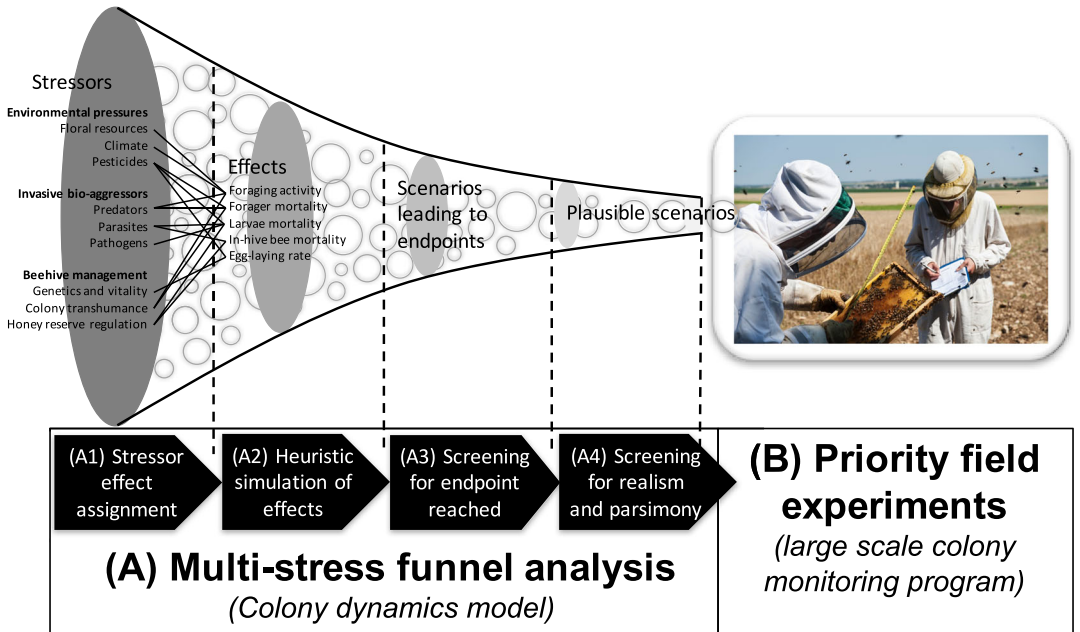 Stressors
Environmental pressures
Floral resources
Climate
Pesticides
Invasive bio-aggressors
Predators
Parasites
Pathogens
Beehive management
Genetics and vitality
Colony transhumance
Honey reserve regulation
Effects
Foraging activity
Forager mortality
Larvae mortality
In-hive bee mortality
Egg-laying rate
Scenarios
leading to
endpoints
Plausible scenarios
(A1) Stressor
effect
assignment
(A2) Heuristic
simulation of
effects
(A3) Screening
for endpoint
reached
(A4) Screening
for realism
and parsimony
(A) Multi-stress funnel analysis
(Colony dynamics model)
(B) Priority field
experiments
(large scale colony
monitoring program)